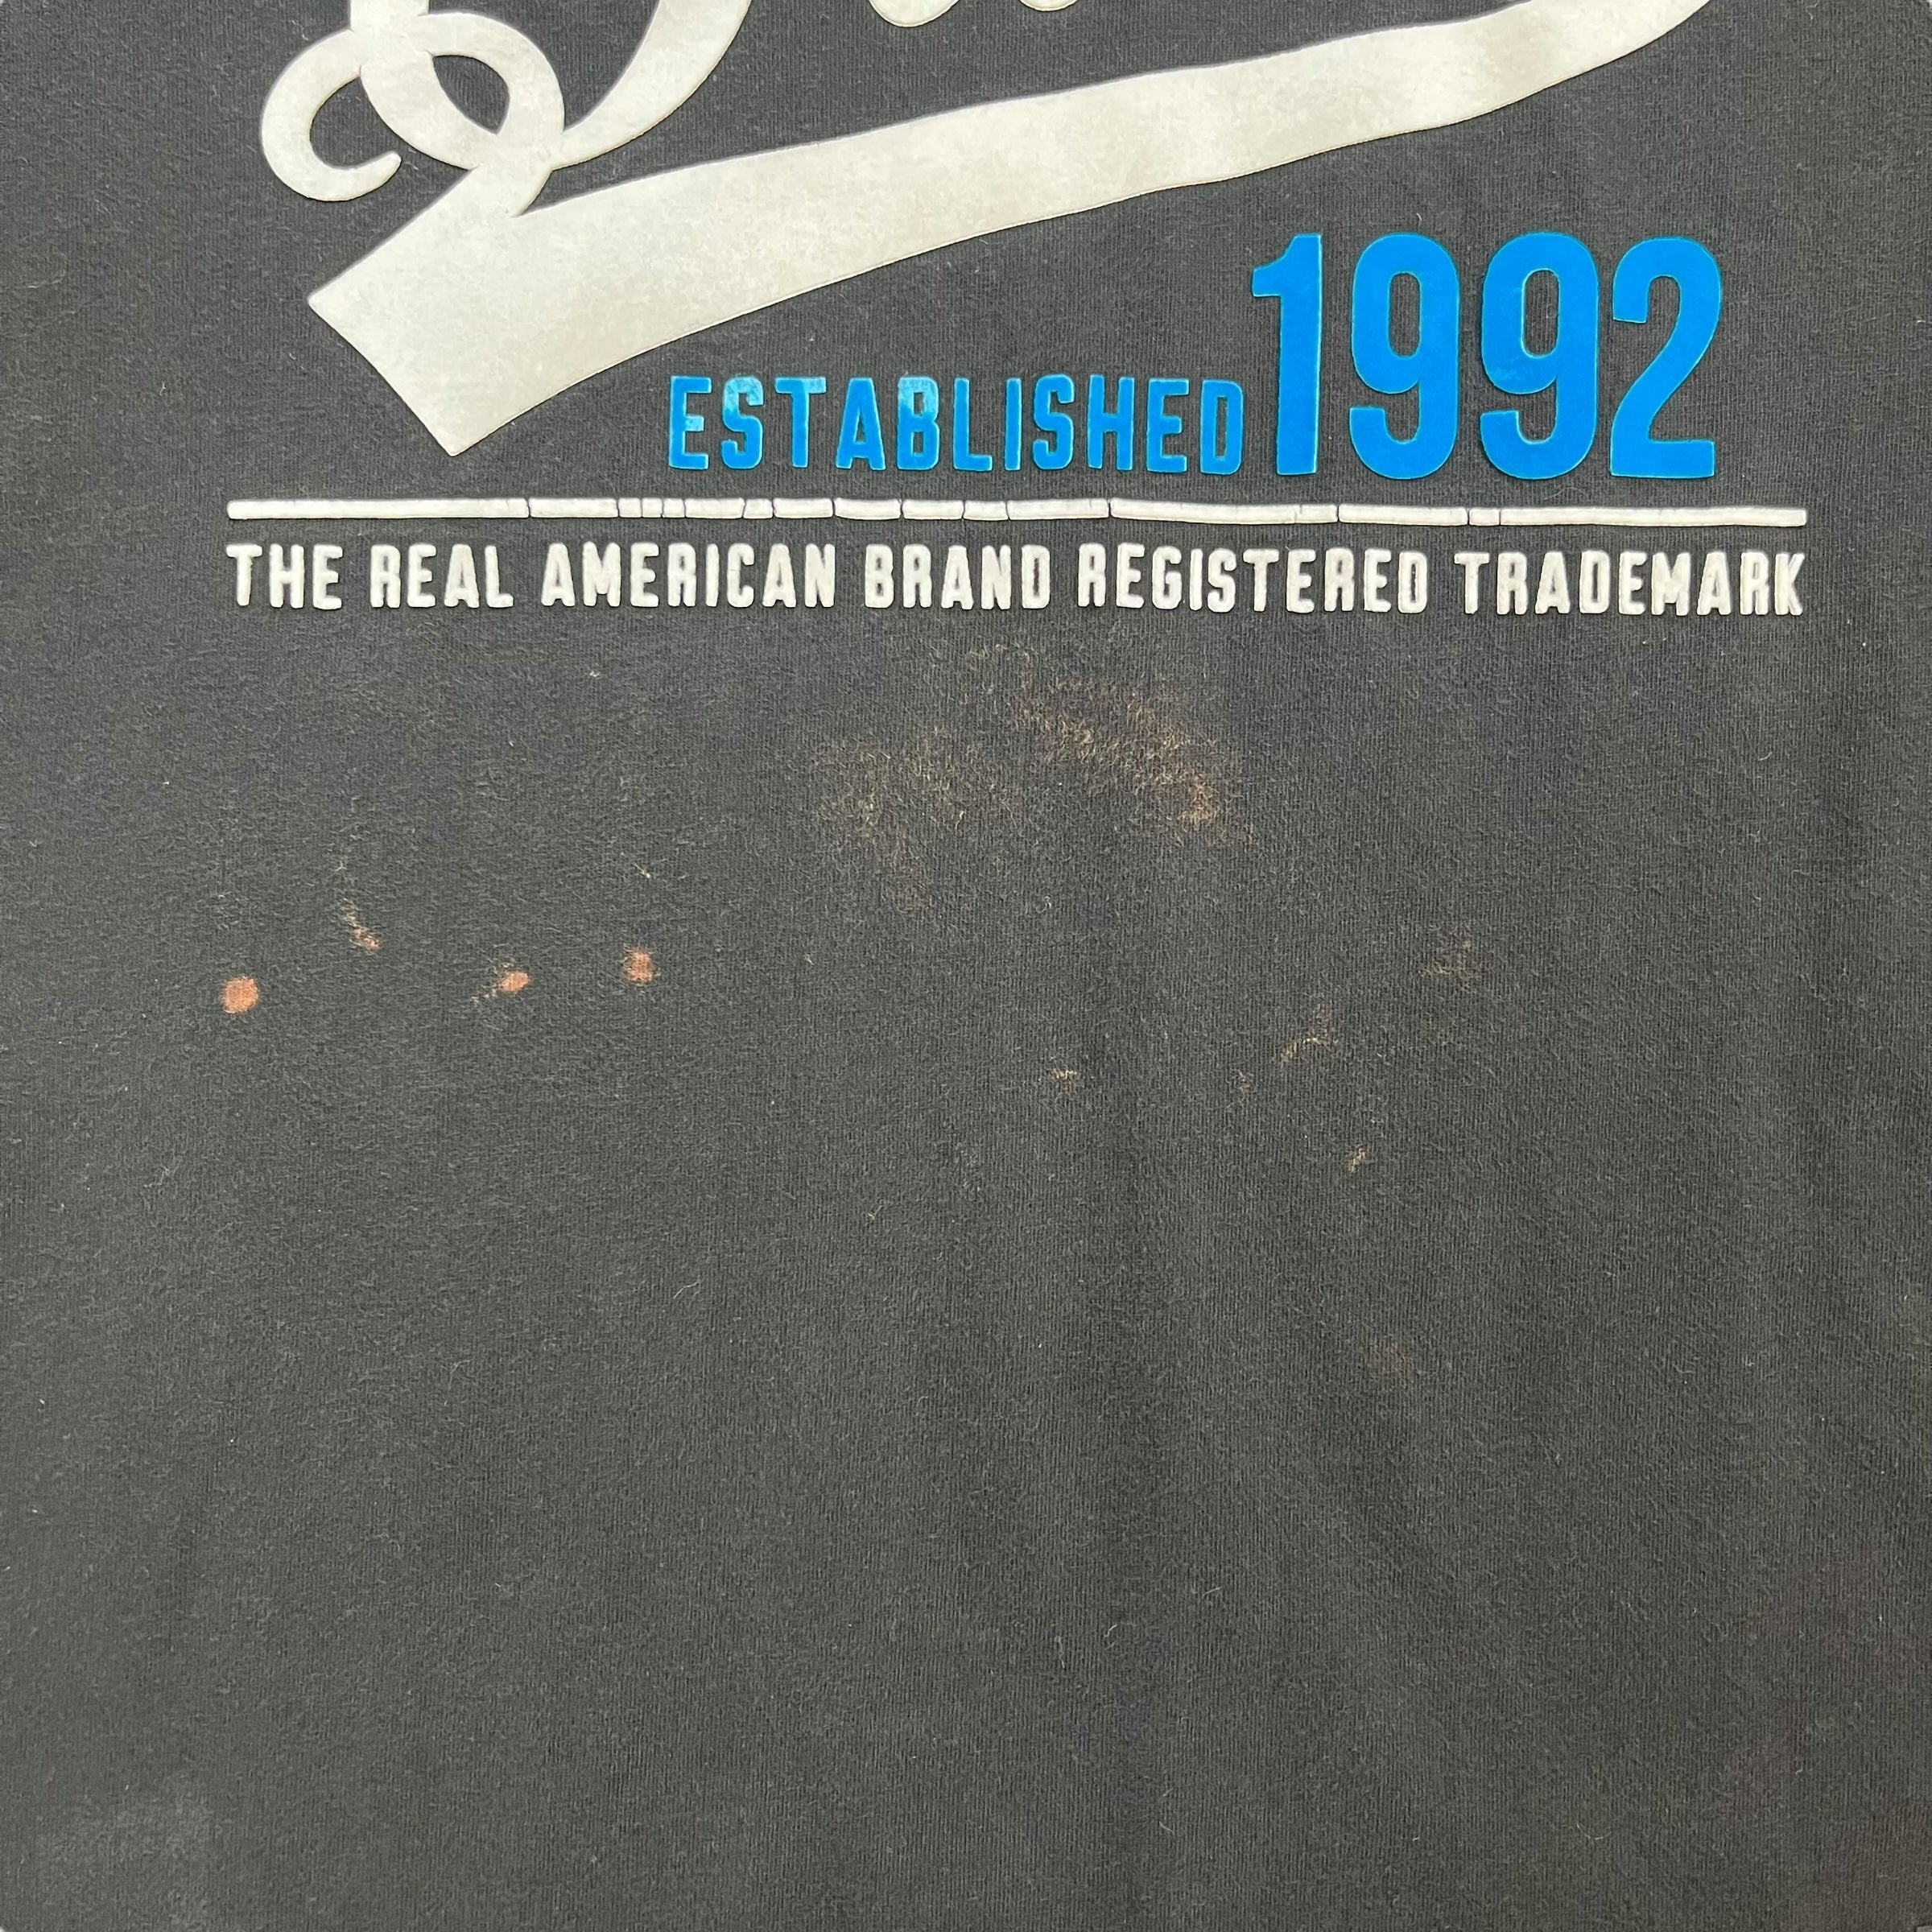 ESTABLISHED 1992
THE REAL AMERICAN BRAND REGISTERED TRADEMARK